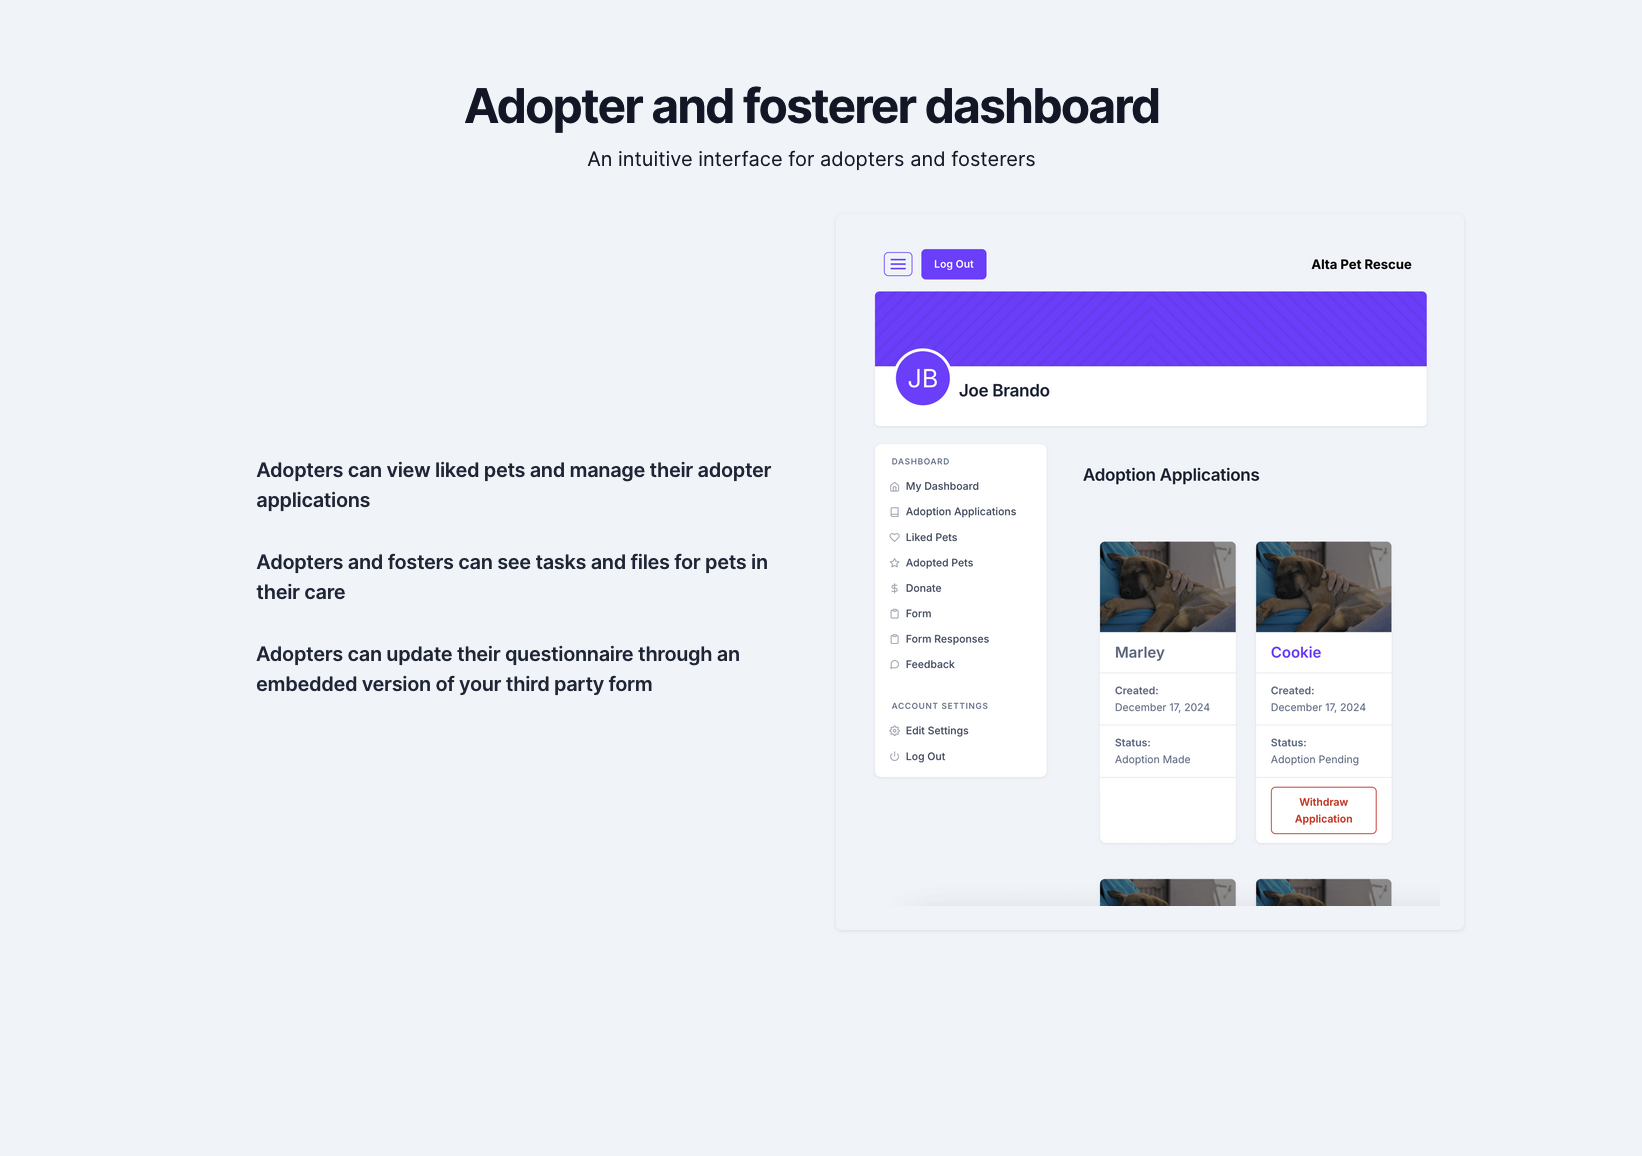 Adopter and fosterer dashboard
An intuitive interface for adopters and fosterers
Adopters can view liked pets and manage their adopter
applications
Adopters and fosters can see tasks and files for pets in
their care
Adopters can update their questionnaire through an
embedded version of your third party form
Log Out
Alta Pet Rescue
JB
Joe Brando
DASHBOARD
My Dashboard
Adoption Applications
Liked Pets
Adopted Pets
Donate
Form
Form Responses
Feedback
ACCOUNT SETTINGS
Edit Settings
Log Out
Adoption Applications
Marley
Created:
December 17, 2024
Status:
Adoption Made
Cookie
Created:
December 17, 2024
Status:
Adoption Pending
Withdraw
Application